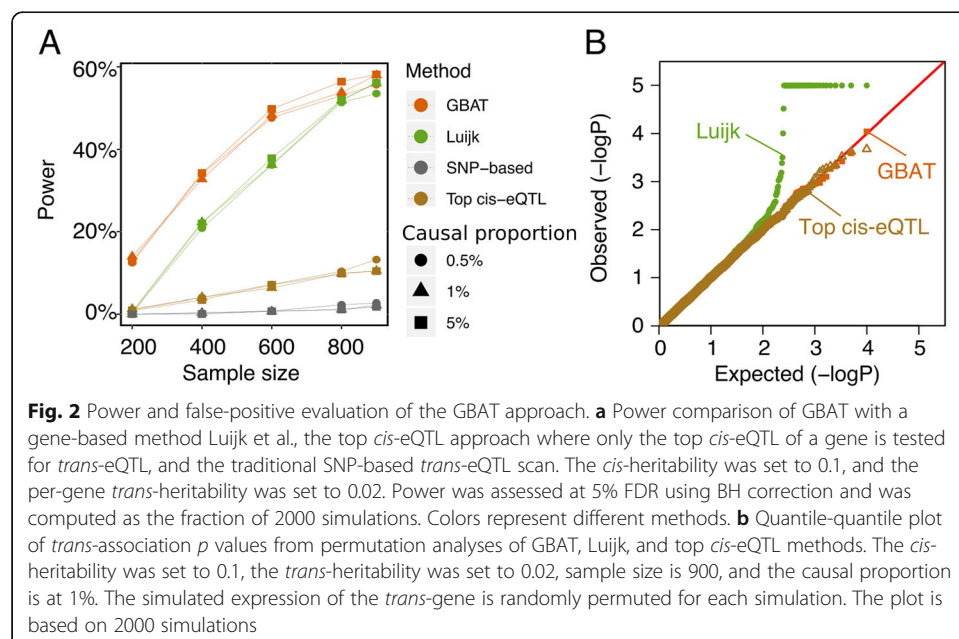 A
60%
40%
20%
0%
Power
200 400 600 800
Sample size
Method
GBAT
Luijk
SNP-based
Top cis−eQTL
Causal proportion
0.5%
1%
5%
B
Observed (−logP)
5
4
3
2
1
0
Luijk
GBAT
Top cis-eQTL
0 1 2 3 4 5
Expected (−logP)
Fig. 2 Power and false-positive evaluation of the GBAT approach. a Power comparison of GBAT with a
gene-based method Luijk et al., the top cis-eQTL approach where only the top cis-eQTL of a gene is tested
for trans-eQTL, and the traditional SNP-based trans-eQTL scan. The cis-heritability was set to 0.1, and the
per-gene trans-heritability was set to 0.02. Power was assessed at 5% FDR using BH correction and was
computed as the fraction of 2000 simulations. Colors represent different methods. b Quantile-quantile plot
of trans-association p values from permutation analyses of GBAT, Luijk, and top cis-eQTL methods. The cis-
heritability was set to 0.1, the trans-heritability was set to 0.02, sample size is 900, and the causal proportion
is at 1%. The simulated expression of the trans-gene is randomly permuted for each simulation. The plot is
based on 2000 simulations